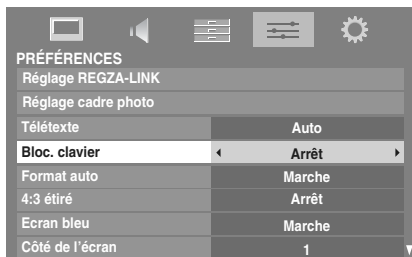 PRÉFÉRENCES
Réglage REGZA-LINK
Réglage cadre photo
Télétexte Auto
Bloc. clavier Arrêt
Format auto Marche
4:3 étiré Arrêt
Ecran bleu Marche
Côté de l'écran 1